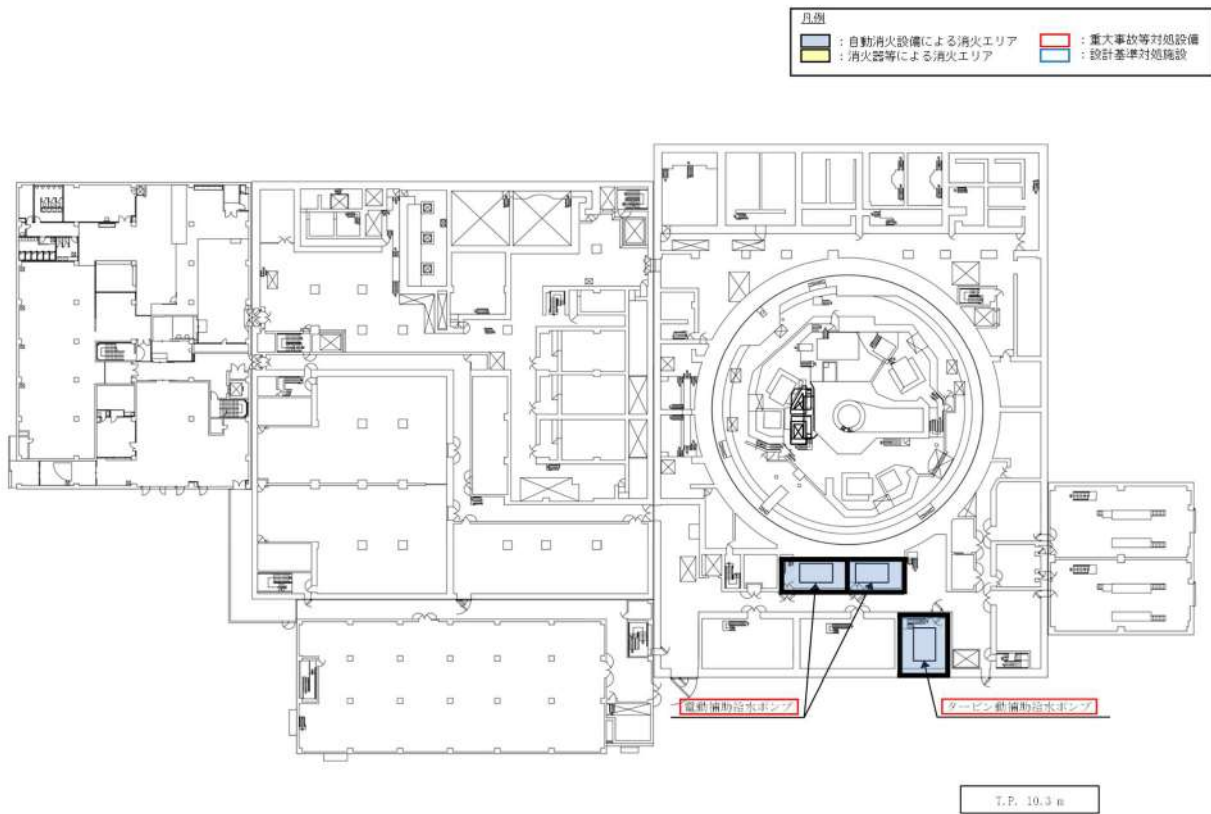 凡例
：自動消火設備による消火エリア
：重大事故等対処設備
：消火器等による消火エリア
：設計基準対処施設
電動補助給水ポンプ
タービン動補助給水ポンプ
T.P. 10.3 m